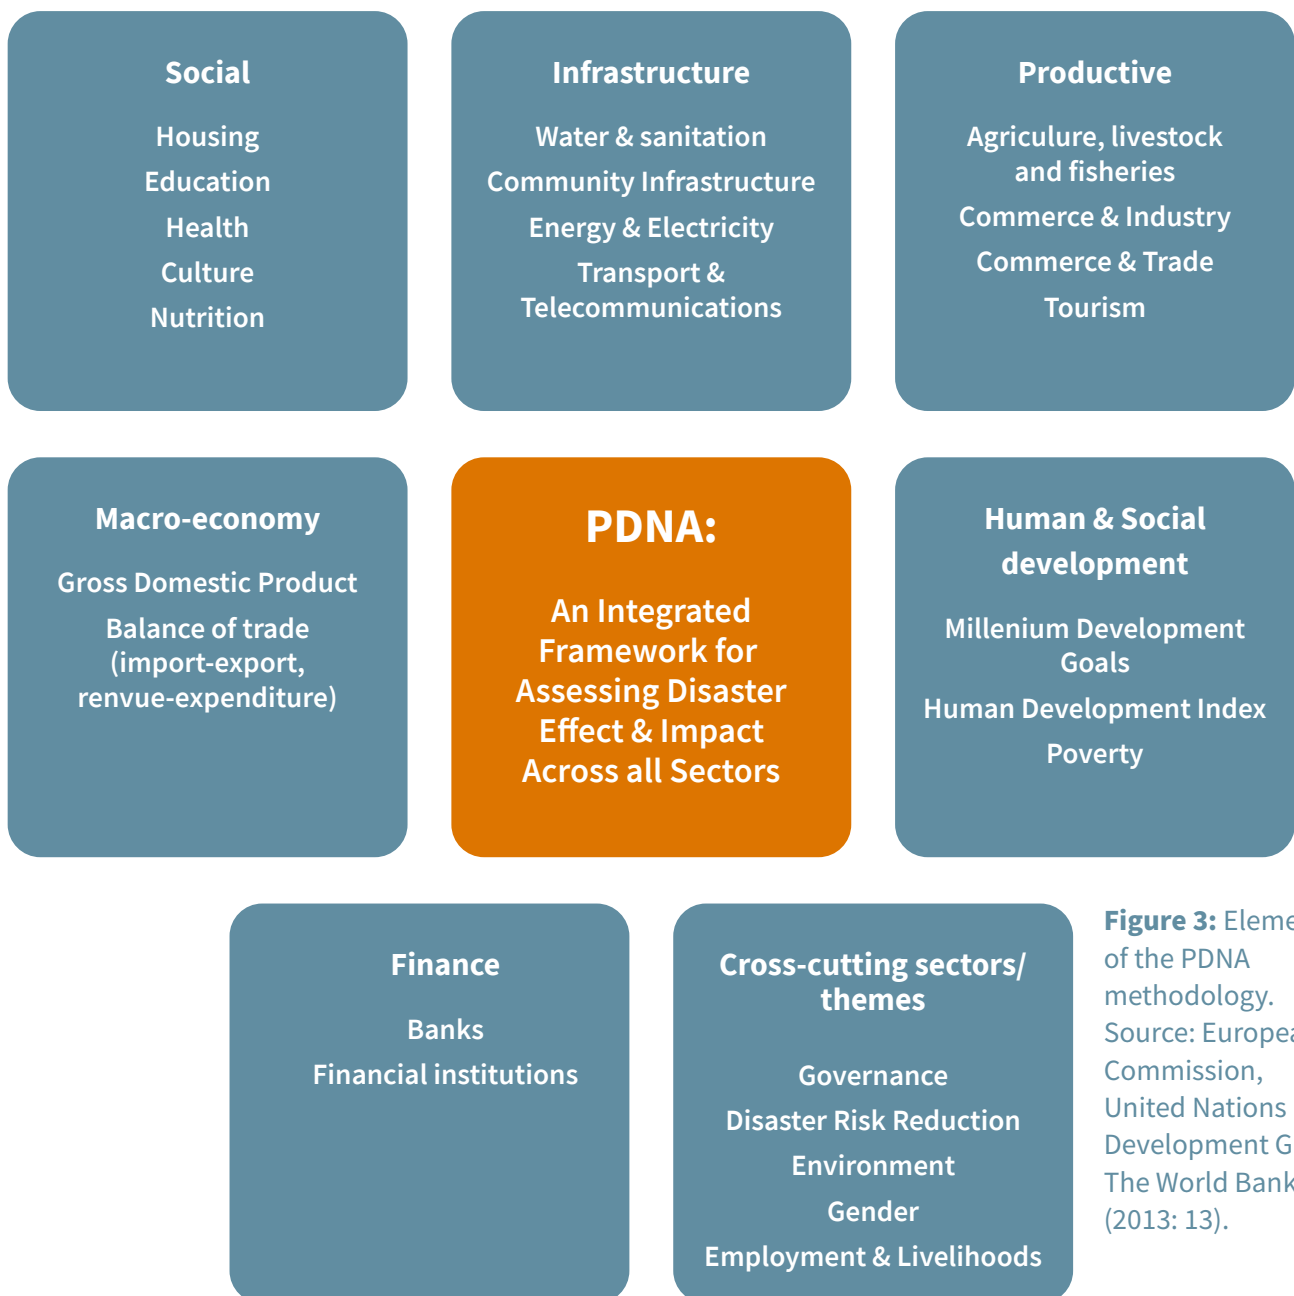 Social
Housing
Education
Health
Culture
Nutrition
Infrastructure
Water & sanitation
Community Infrastructure
Energy & Electricity
Transport &
Telecommunications
Productive
Agriculure, livestock
and fisheries
Commerce & Industry
Commerce & Trade
Tourism
Macro-economy
Gross Domestic Product
Balance of trade
(import-export,
renvue-expenditure)
PDNA:
An Integrated
Framework for
Assessing Disaster
Effect & Impact
Across all Sectors
Human & Social
development
Millenium Development
Goals
Human Development Index
Poverty
Finance
Banks
Financial institutions
Cross-cutting sectors/
themes
Governance
Disaster Risk Reduction
Environment
Gender
Employment & Livelihoods
Figure 3:
of the PDNA
methodology.
Source:
Commission,
United Nations
Development
The World Bank
(2013: 13).